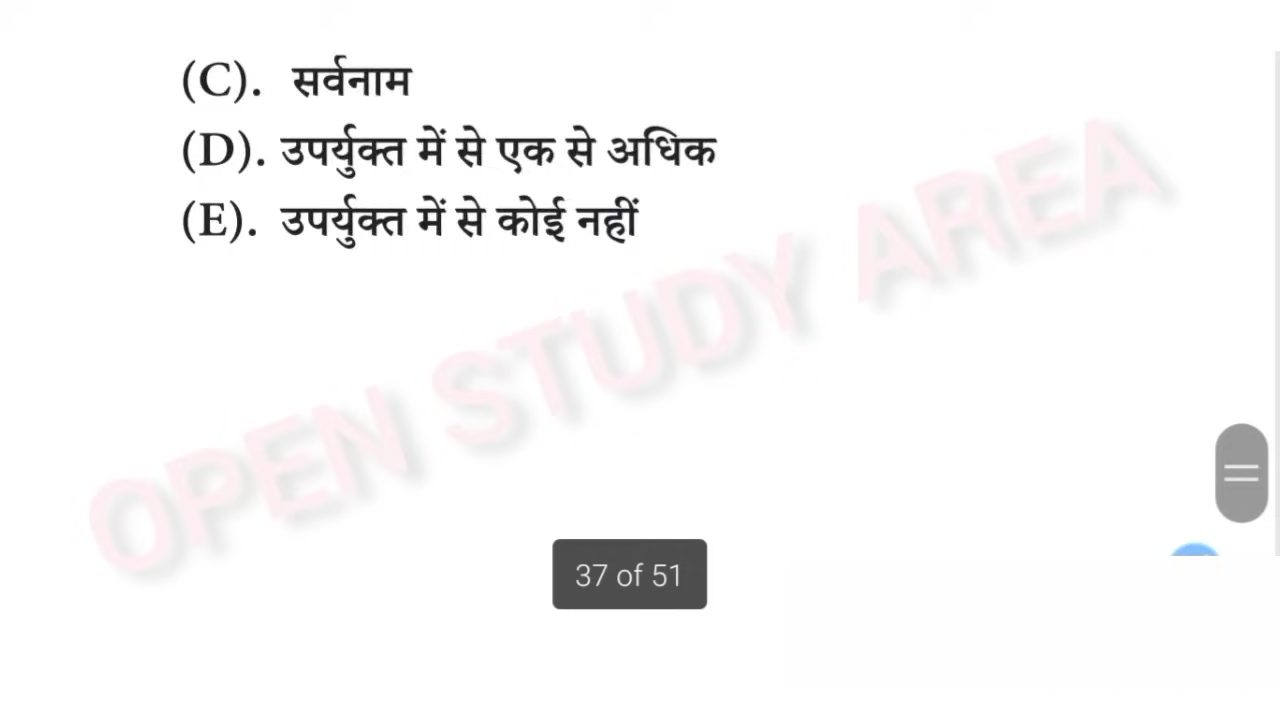 (C). सर्वनाम
(D). उपर्युक्त में से एक से अधिक
(E). उपर्युक्त में से कोई नहीं
OPEN STUDY AREA
37 of 51